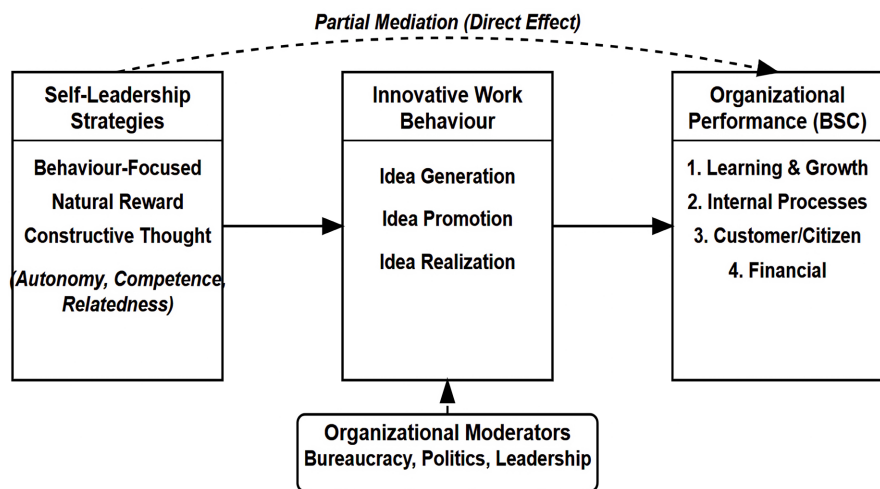 Partial Mediation (Direct Effect)
Self-Leadership
Strategies
Behaviour-Focused
Natural Reward
Constructive Thought
(Autonomy, Competence,
Relatedness)
Innovative Work
Behaviour
Idea Generation
Idea Promotion
Idea Realization
Organizational
Performance (BSC)
1. Learning & Growth
2. Internal Processes
3. Customer/Citizen
4. Financial
Organizational Moderators
Bureaucracy, Politics, Leadership